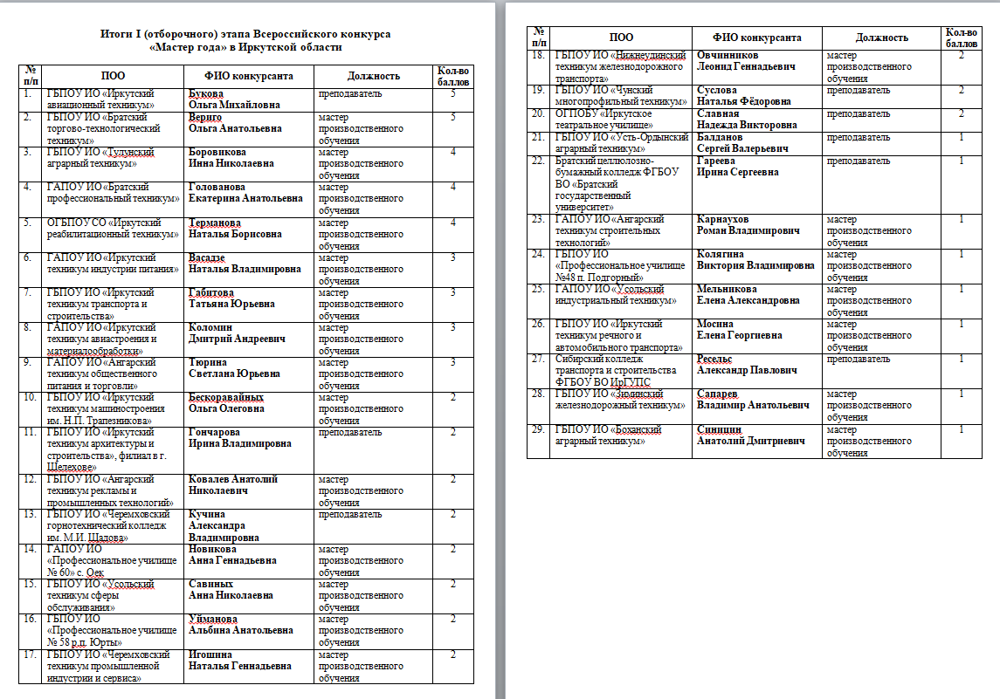 Итоги I (отборочного) этапа Всероссийского конкурса
«Мастер года» в Иркутской области
№ п/п ПОО ФИО конкурсанта Должность Кол-во баллов
1. ГБПОУ ИО «Иркутский Букова преподаватель 5
авиационный техникум» Ольга Михайловна
2. ГБПОУ ИО «Братский Вериго мастер 5
торгово-технологический Ольга Анатольевна производственного
техникум» обучения
3. ГБПОУ ИО «Тулунский Боровикова мастер 4
аграрный техникум» Инна Николаевна производственного
обучения
4. ГАПОУ ИО «Братский Голованова мастер 4
профессиональный техникум» Екатерина Анатольевна производственного
обучения
5. ОГБПОУ СО «Иркутский Терманова мастер 4
реабилитационный техникум» Наталья Борисовна производственного
обучения
6. ГАПОУ ИО «Иркутский Васадзе мастер 3
техникум индустрии питания» Наталья Владимировна производственного
обучения
7. ГБПОУ ИО «Иркутский Габитова мастер 3
техникум транспорта и Татьяна Юрьевна производственного
строительства» обучения
8. ГАПОУ ИО «Иркутский Коломин мастер 3
техникум авиастроения и Дмитрий Андреевич производственного
материалообработки» обучения
9. ГАПОУ ИО «Ангарский Тюрина мастер 3
техникум общественного Светлана Юрьевна производственного
питания и торговли» обучения
10. ГБПОУ ИО «Иркутский Бескоравайных мастер 2
техникум машиностроения Ольга Олеговна производственного
им. Н.П. Трапезникова» обучения
11. ГБПОУ ИО «Иркутский Гончарова преподаватель 2
техникум архитектуры и Ирина Владимировна
строительства», филиал в г.
Шелехове»
12. ГБПОУ ИО «Ангарский Ковалев Анатолий мастер 2
техникум рекламы и Николаевич производственного
промышленных технологий» обучения
13. ГБПОУ ИО «Черемховский Кучина преподаватель 2
горнотехнический колледж Александра
им. М.И. Щадова» Владимировна
14. ГАПОУ ИО Новикова мастер 2
«Профессиональное училище Анна Геннадьевна производственного
№ 60» с. Оек обучения
15. ГБПОУ ИО «Усольский Савиных мастер 2
техникум сферы Анна Николаевна производственного
обслуживания» обучения
16. ГБПОУ ИО Уйманова мастер 2
«Профессиональное училище Альбина Анатольевна производственного
№ 58 р.п. Юрты» обучения
17. ГБПОУ ИО «Черемховский Игошина мастер 2
техникум промышленной Наталья Геннадьевна производственного
индустрии и сервиса» обучения
№ п/п ПОО ФИО конкурсанта Должность Кол-во баллов
18. ГБПОУ ИО «Нижнеудинский Овчинников мастер 2
техникум железнодорожного Леонид Геннадьевич производственного
транспорта» обучения
19. ГБПОУ ИО «Чунский Суслова преподаватель 2
многопрофильный техникум» Наталья Фёдоровна
20. ОГПОБУ «Иркутское Славная преподаватель 2
театральное училище» Надежда Викторовна
21. ГБПОУ ИО «Усть-Ордынский Балданов преподаватель 1
аграрный техникум» Сергей Валерьевич
22. Братский целлюлозно- Гареева преподаватель 1
бумажный колледж ФГБОУ Ирина Сергеевна
ВО «Братский
государственный
университет»
23. ГАПОУ ИО «Ангарский Карнаухов мастер 1
техникум строительных Роман Владимирович производственного
технологий» обучения
24. ГБПОУ ИО Колягина мастер 1
«Профессиональное училище Виктория Владимировна производственного
№48 п. Подгорный» обучения
25. ГАПОУ ИО «Усольский Мельникова мастер 1
индустриальный техникум» Елена Александровна производственного
обучения
26. ГБПОУ ИО «Иркутский Мосина мастер 1
техникум речного и Елена Георгиевна производственного
автомобильного транспорта» обучения
27. Сибирский колледж Ресельс преподаватель 1
транспорта и строительства Александр Павлович
ФГБОУ ВО ИрГУПС
28. ГБПОУ ИО «Зиминский Сапарев мастер 1
железнодорожный техникум» Владимир Анатольевич производственного
обучения
29. ГБПОУ ИО «Боханский Синицин мастер 1
аграрный техникум» Анатолий Дмитриевич производственного
обучения